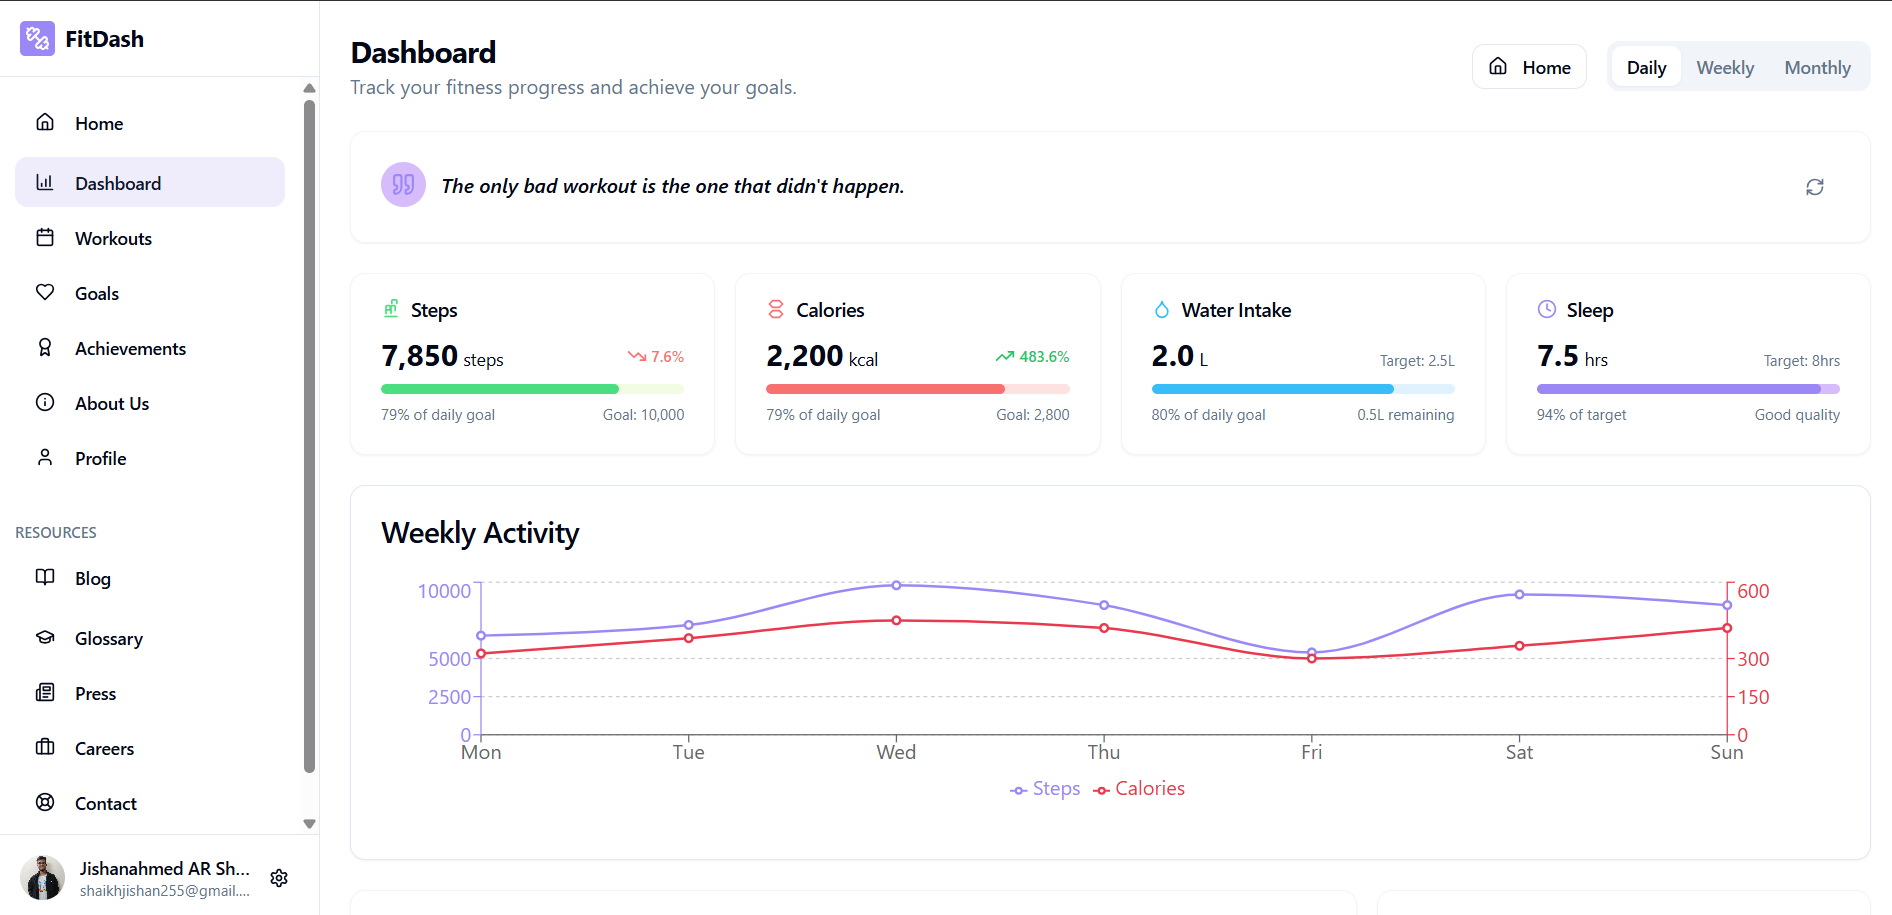 FitDash
Home
Dashboard
Workouts
Goals
Achievements
About Us
Profile
RESOURCES
Blog
Glossary
Press
Careers
Contact
Jishanahmed AR Sh...
shaikhjishan255@gmail....
Dashboard
Track your fitness progress and achieve your goals.
Home
Daily Weekly Monthly
The only bad workout is the one that didn't happen.
Steps
7,850 steps 7.6%
79% of daily goal Goal: 10,000
Calories
2,200 kcal 483.6%
79% of daily goal Goal: 2,800
Water Intake
2.0 L Target: 2.5L
80% of daily goal 0.5L remaining
Sleep
7.5 hrs Target: 8hrs
94% of target Good quality
Weekly Activity
10000 600
5000 300
2500 150
0 0
Mon Tue Wed Thu Fri Sat Sun
Steps Calories